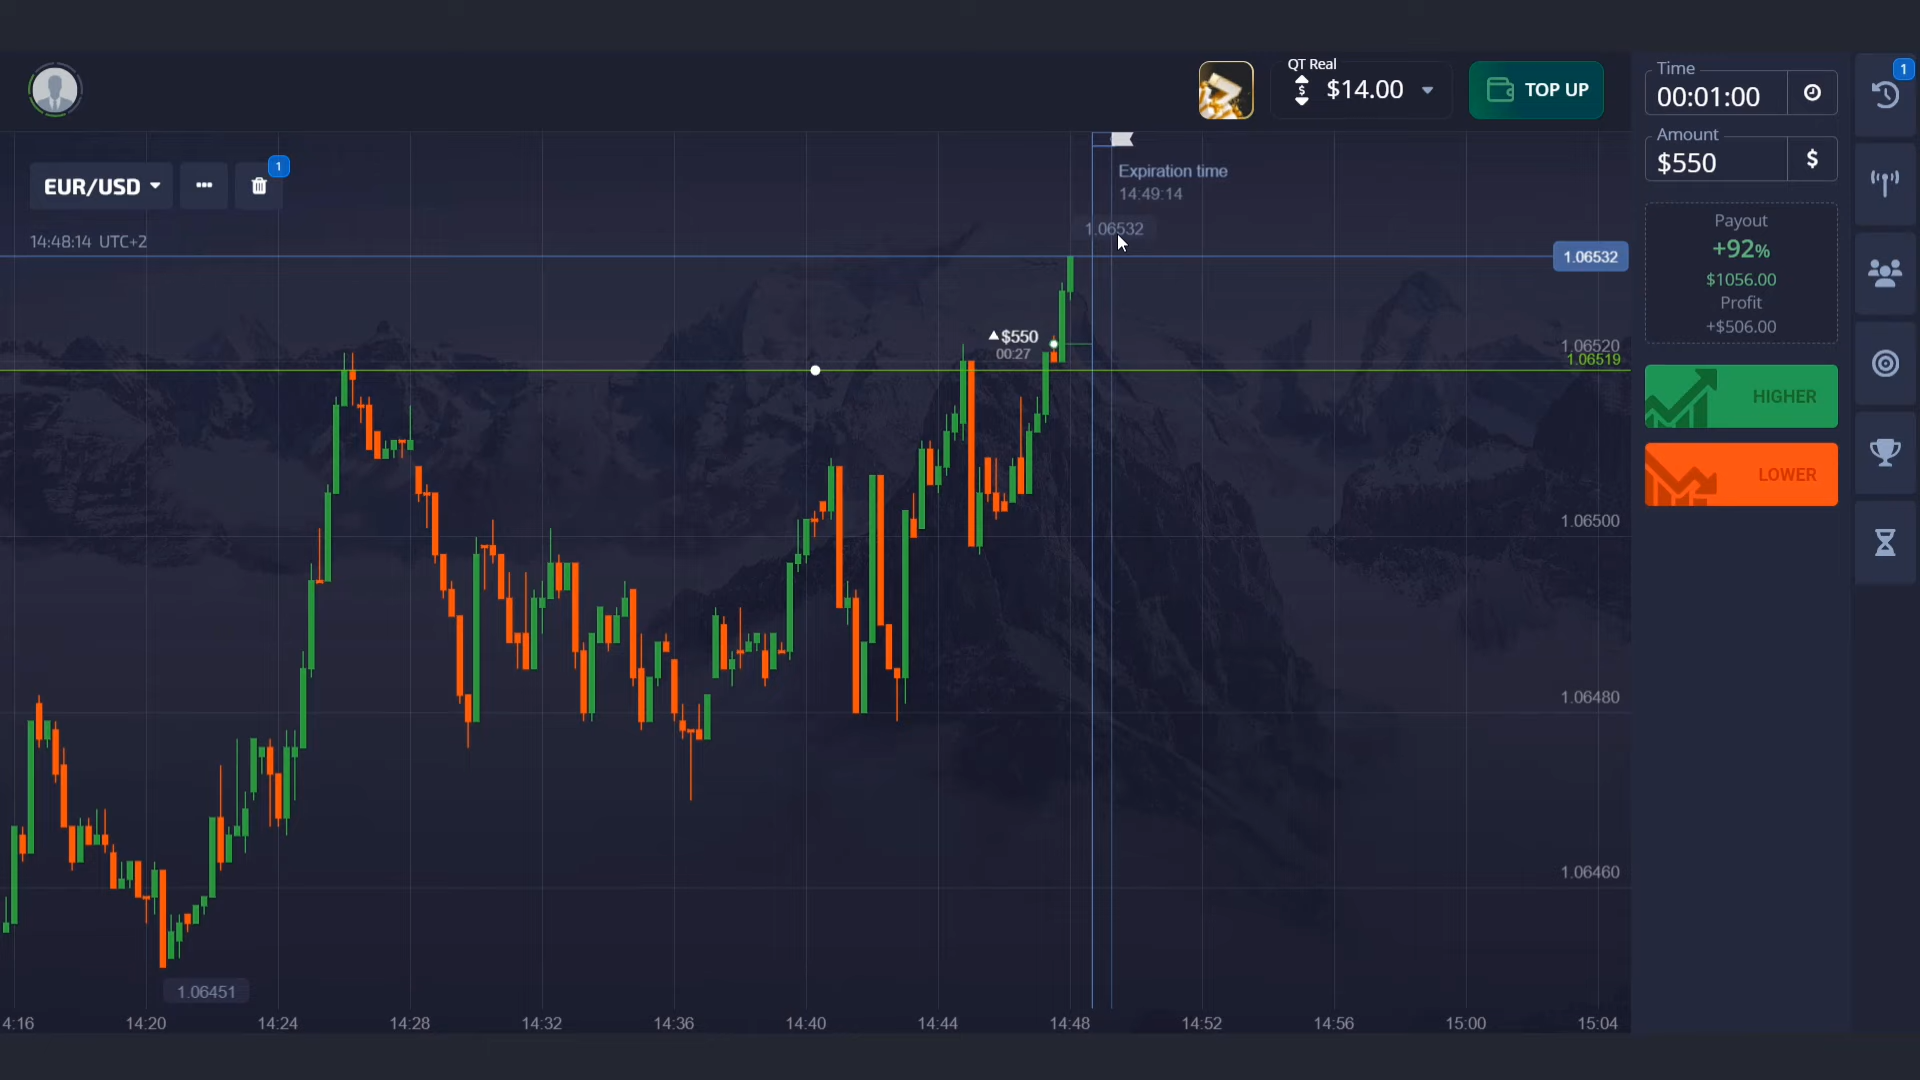 QT Real
$14.00
TOP UP
Time
00:01:00
1
Amount
$550
$
EUR/USD
1
14:48:14 UTC+2
Expiration time
14:49:14
1.06532
1.06532
Payout
+92%
$1056.00
Profit
+$506.00
$550
00:27
1.06520
1.06519
HIGHER
LOWER
1.06500
1.06480
1.06460
1.06451
4:16 14:20 14:24 14:28 14:32 14:36 14:40 14:44 14:48 14:52 14:56 15:00 15:04